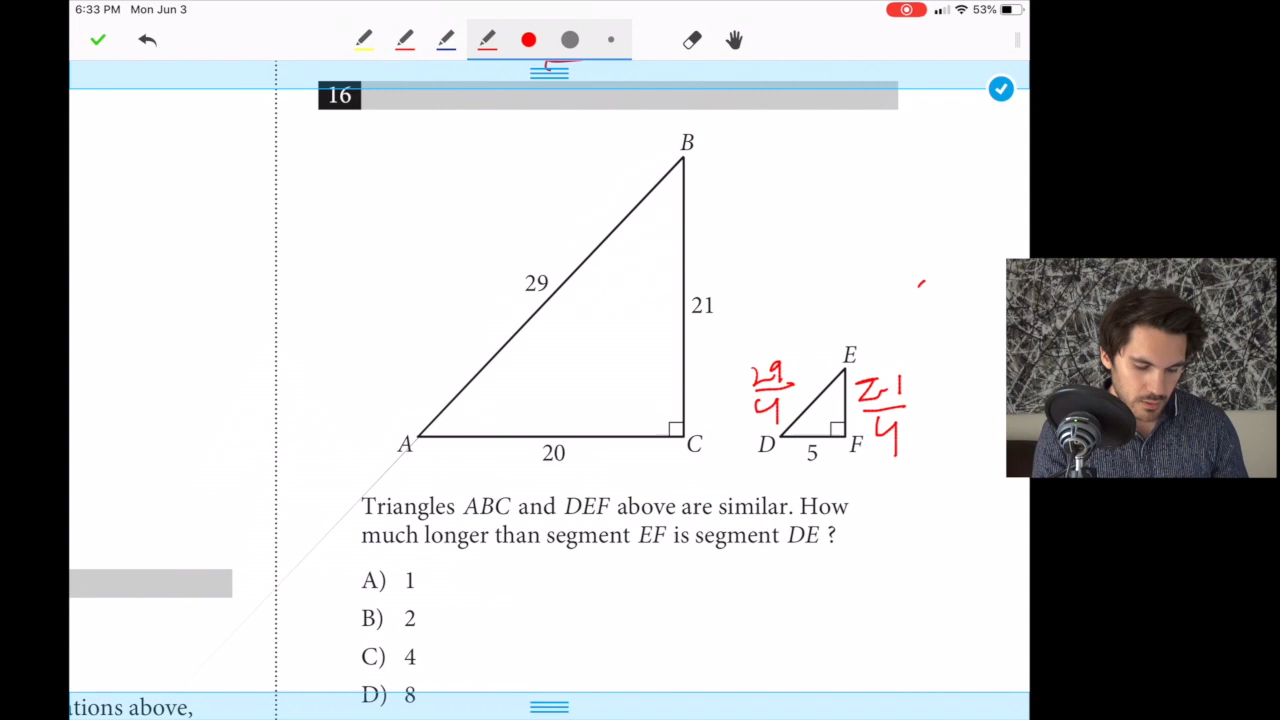 6:33 PM Mon Jun 3
53%
16
B
29
21
E
29
4
21
4
A
20
C
D
5
F
Triangles ABC and DEF above are similar. How
much longer than segment EF is segment DE ?
A) 1
B) 2
C) 4
D) 8
ations above,